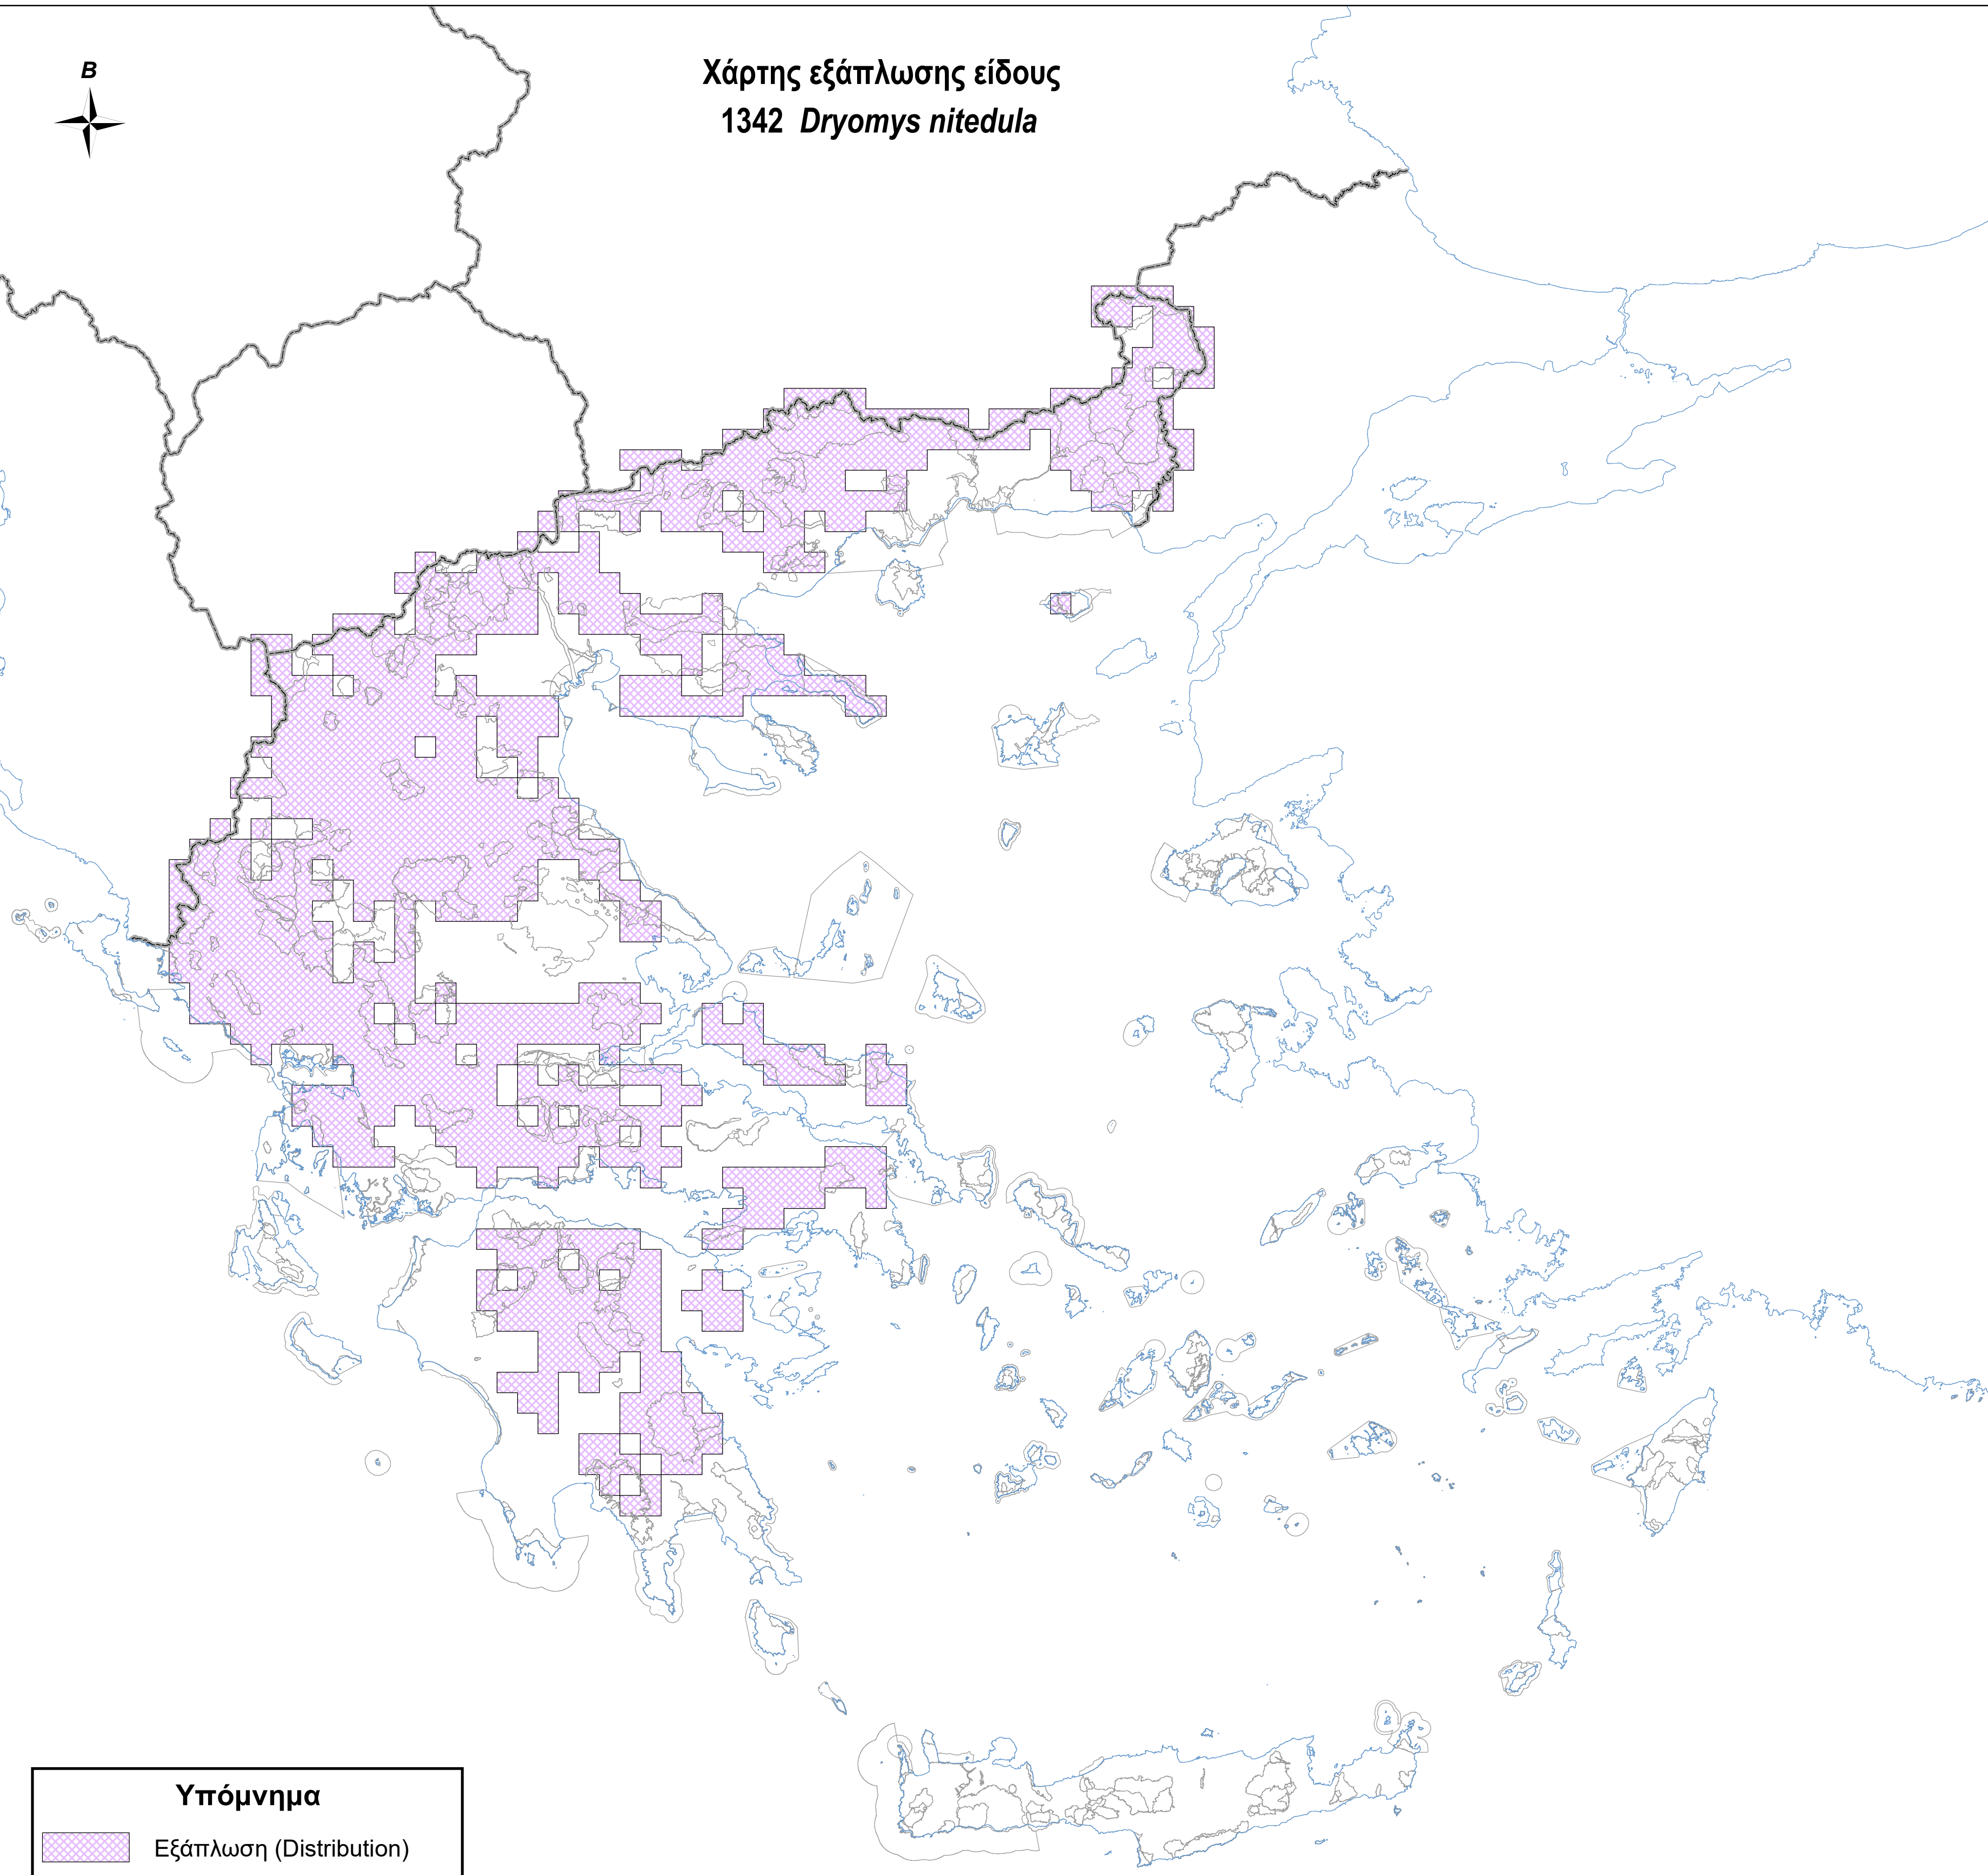 Χάρτης εξάπλωσης είδους
1342 Dryomys nitedula
Β
Υπόμνημα
Εξάπλωση (Distribution)